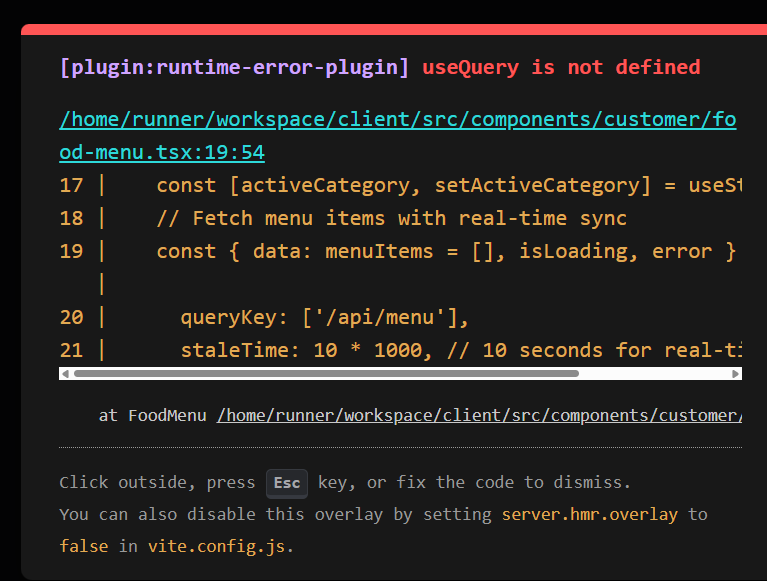 [plugin:runtime-error-plugin] useQuery is not defined
/home/runner/workspace/client/src/components/customer/fo
od-menu.tsx:19:54
17 |    const [activeCategory, setActiveCategory] = useSt
18 |    // Fetch menu items with real-time sync
19 |    const { data: menuItems = [], isLoading, error }
   |
20 |      queryKey: ['/api/menu'],
21 |      staleTime: 10 * 1000, // 10 seconds for real-ti
at FoodMenu /home/runner/workspace/client/src/components/customer/
Click outside, press Esc key, or fix the code to dismiss.
You can also disable this overlay by setting server.hmr.overlay to
false in vite.config.js.